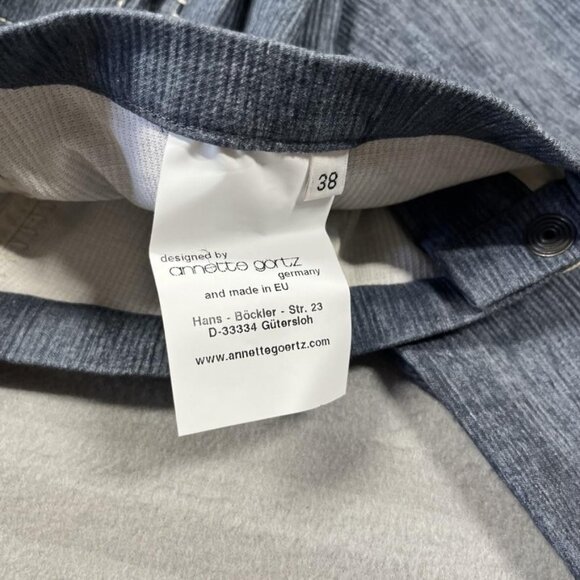 38
designed by
annette gortz
germany
and made in EU
Hans - Böckler - Str. 23
D-33334 Gütersloh
www.annettegoertz.com